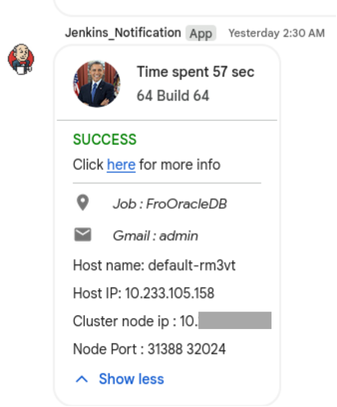 Jenkins_Notification App Yesterday 2:30 AM
Time spent 57 sec
64 Build 64
SUCCESS
Click here for more info
Job : FroOracleDB
Gmail : admin
Host name: default-rm3vt
Host IP: 10.233.105.158
Cluster node ip : 10.
Node Port : 31388 32024
Show less